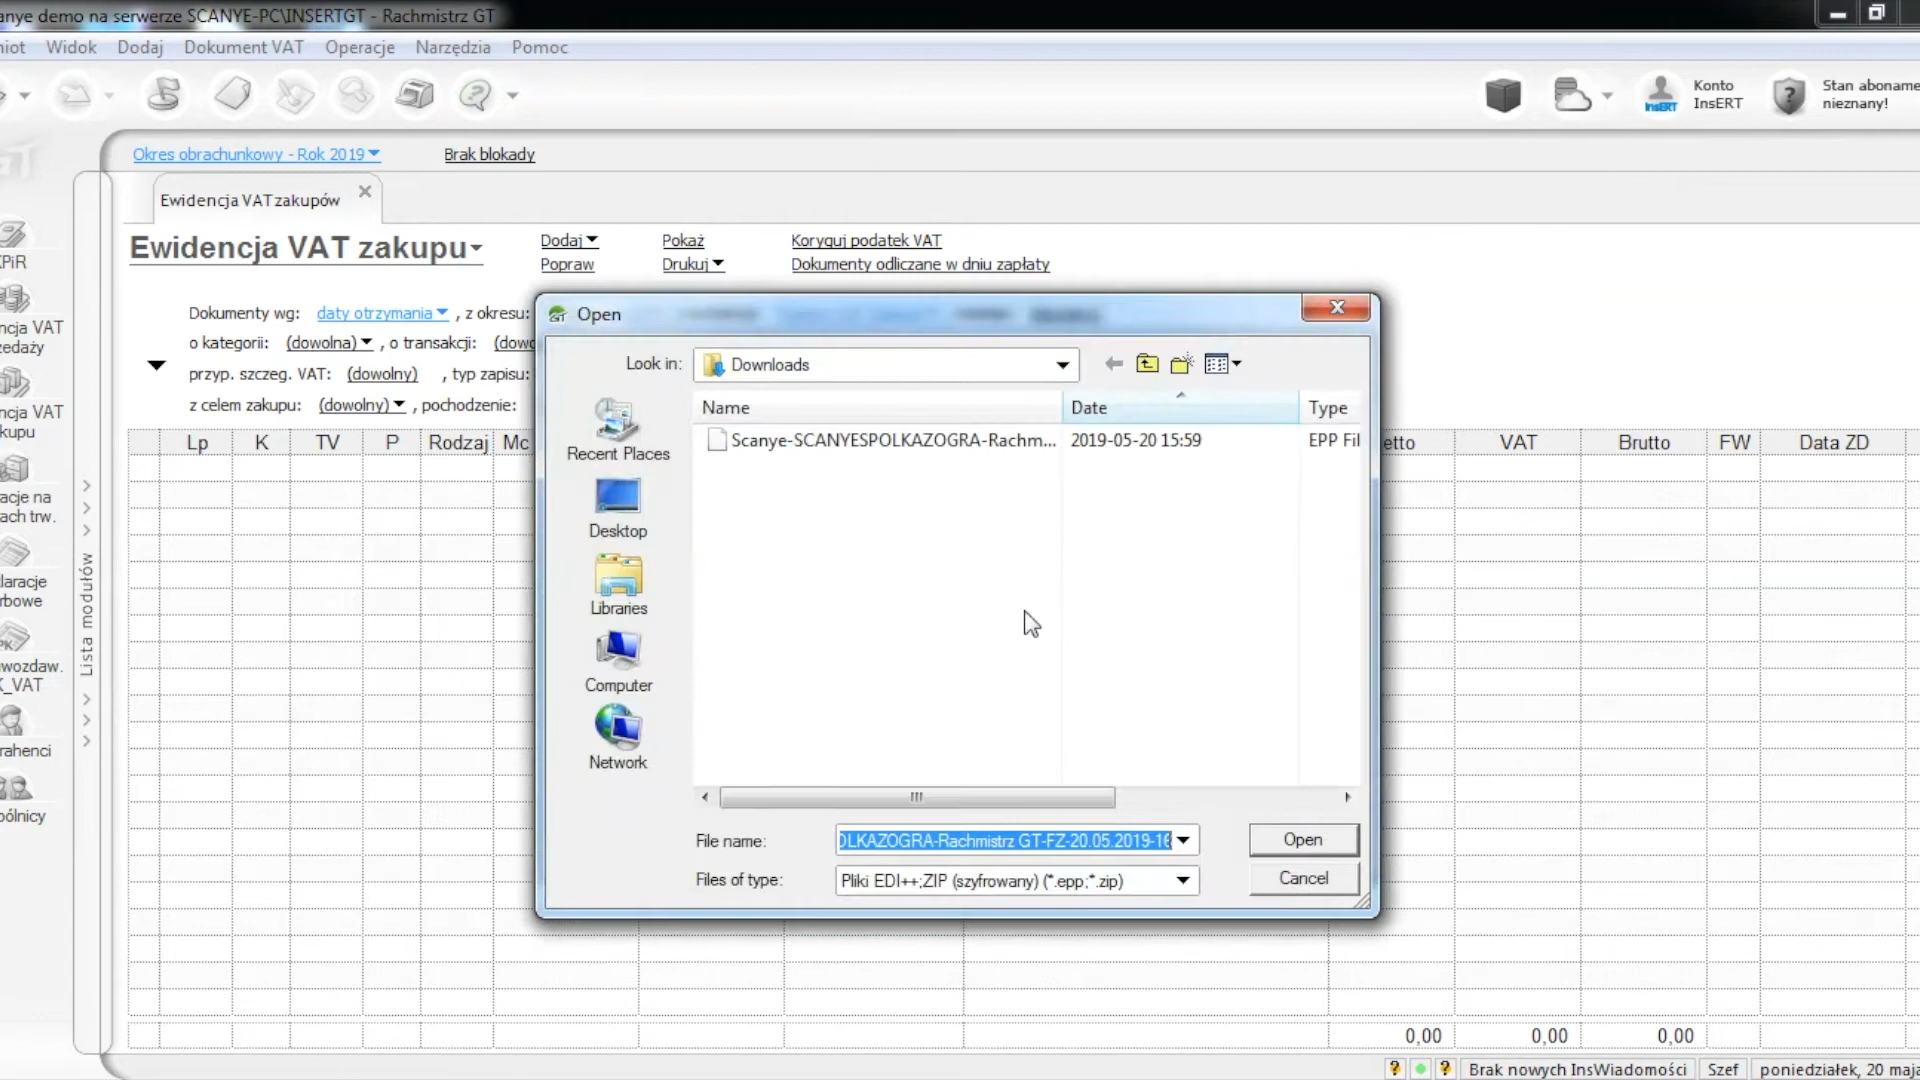 anye demo na serwerze SCANYE-PC\INSERTGT - Rachmistrz GT
niot Widok Dodaj Dokument VAT Operacje Narzędzia Pomoc
Konto InsERT
Stan aboname
nieznany!
Okres obrachunkowy - Rok 2019 Brak blokady
Ewidencja VAT zakupów
Ewidencja VAT zakupu
Dodaj Pokaż Koryguj podatek VAT
Popraw Drukuj Dokumenty odliczane w dniu zapłaty
Dokumenty wg: daty otrzymania , z okresu:
o kategorii: (dowolna) , o transakcji: (dow
przyp. szczeg. VAT: (dowolny) , typ zapisu:
z celem zakupu: (dowolny) , pochodzenie:
Lp K TV P Rodzaj Mc etto VAT Brutto FW Data ZD
PiR
ncja VAT
zedaży
ncja VAT
kupu
acje na
ach trw.
laracje
rbowe
wozdaw.
_VAT
rahenci
pólnicy
Lista modułów
Open
Look in: Downloads
Name Date Type
Scanye-SCANYESPOLKAZOGRA-Rachm... 2019-05-20 15:59 EPP Fil
Recent Places
Desktop
Libraries
Computer
Network
File name: OLKAZOGRA-Rachmistrz GT-FZ-20.05.2019-16 Open
Files of type: Pliki EDI++;ZIP (szyfrowany) (*.epp;*.zip) Cancel
0,00 0,00 0,00
Brak nowych InsWiadomości Szef poniedziałek, 20 maja